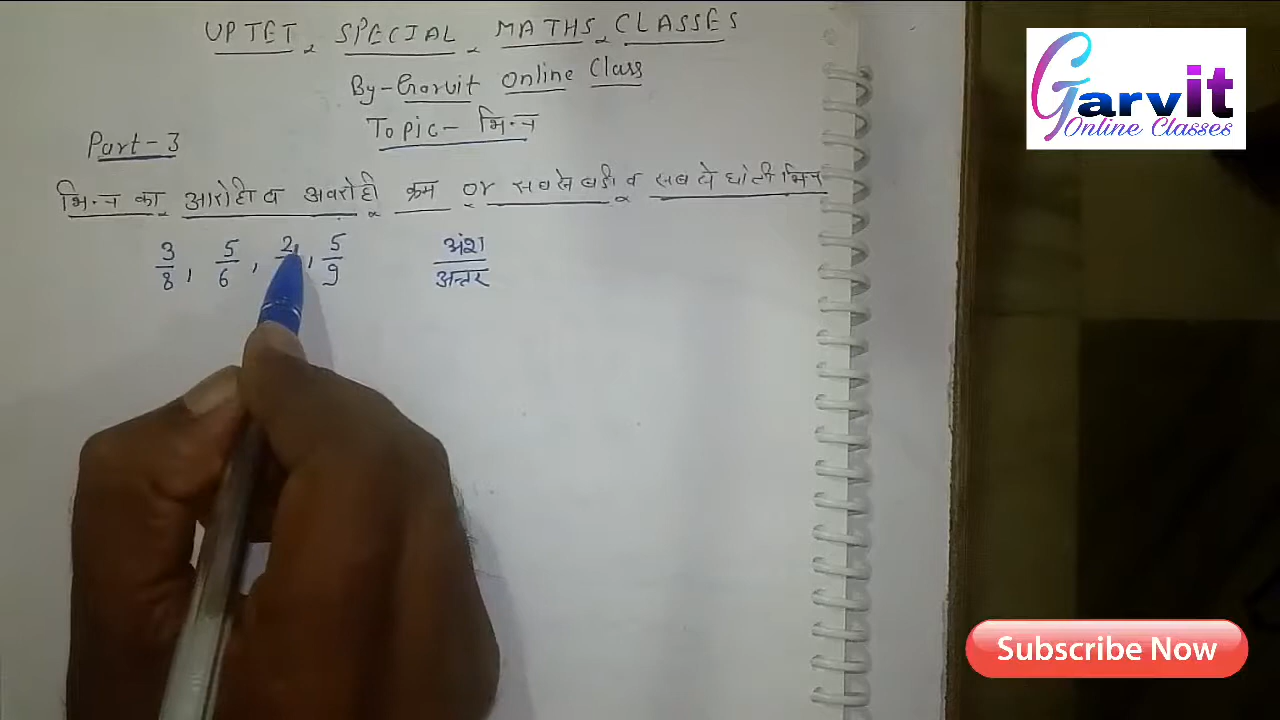 UPTET, SPECIAL, MATHS, CLASSES
By-Garvit Online Class
Topic- भिन्न
Part-3
भिन्न का आरोही व अवरोही क्रम or सबसे बड़ी व सबसे छोटी भिन्न
3/8, 5/6, 2, 5/9
अंश/अन्तर
Garvit
Online Classes
Subscribe Now